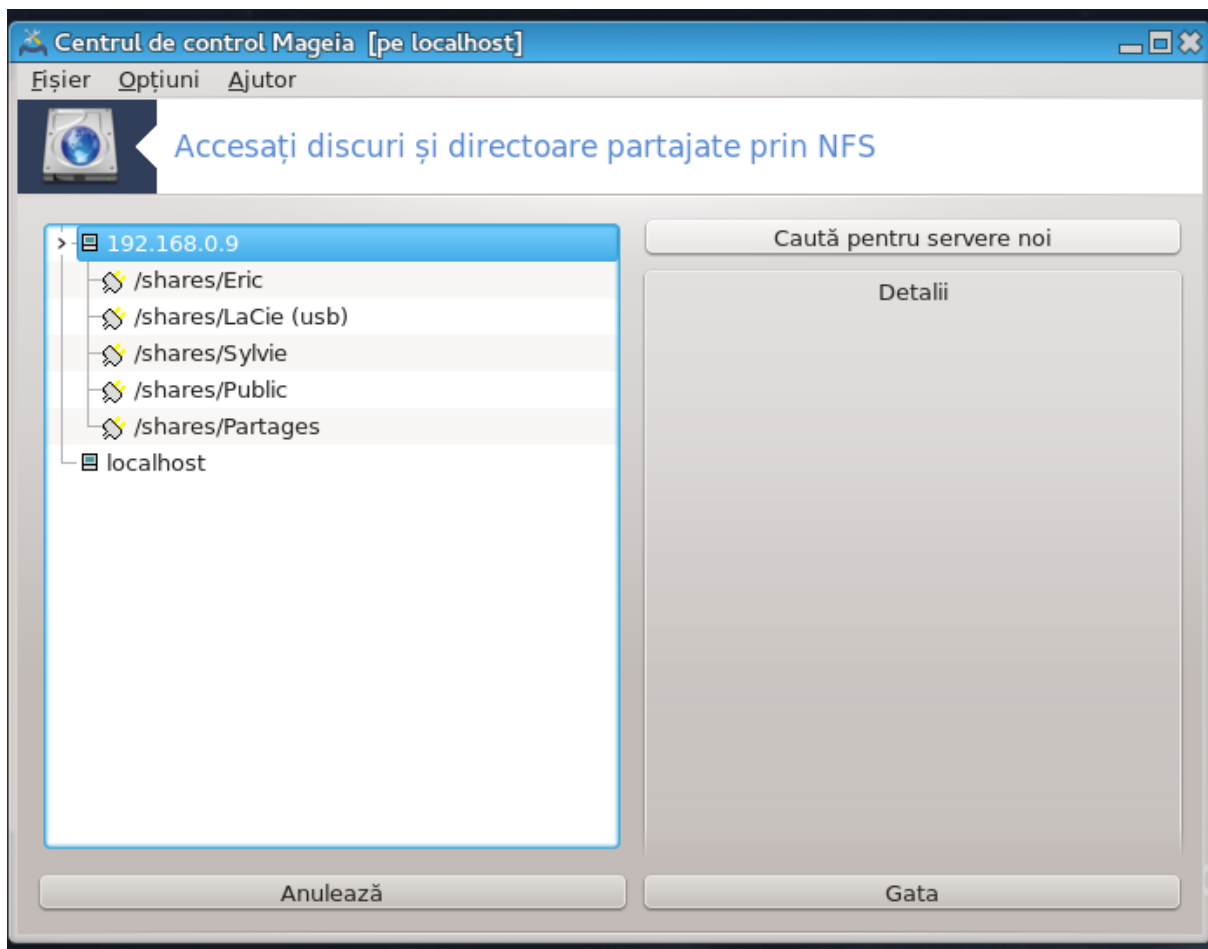 Centrul de control Mageia [pe localhost]
Fișier Opțiuni Ajutor
Accesați discuri și directoare partajate prin NFS
192.168.0.9
/shares/Eric
/shares/LaCie (usb)
/shares/Sylvie
/shares/Public
/shares/Partages
localhost
Caută pentru servere noi
Detalii
Anulează
Gata